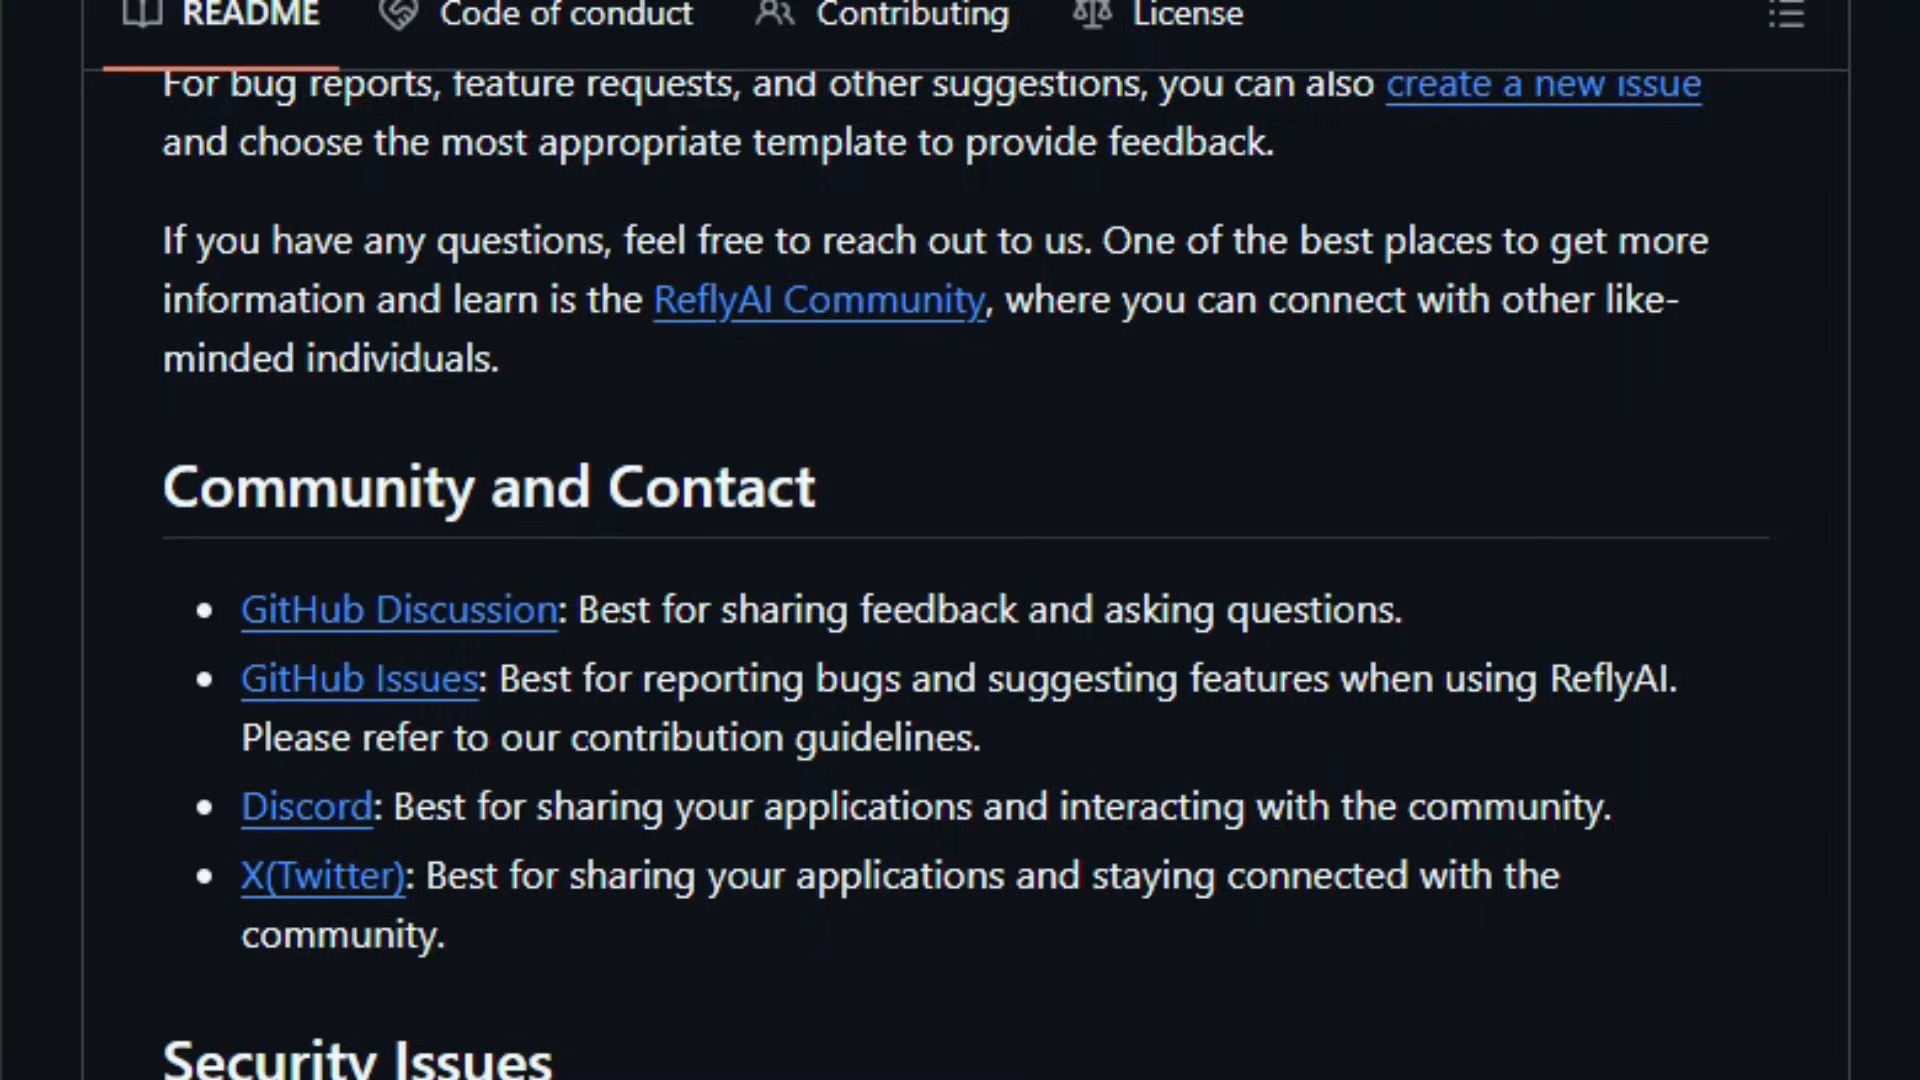 README Code of conduct Contributing License
For bug reports, feature requests, and other suggestions, you can also create a new issue
and choose the most appropriate template to provide feedback.
If you have any questions, feel free to reach out to us. One of the best places to get more
information and learn is the ReflyAI Community, where you can connect with other like-
minded individuals.
Community and Contact
GitHub Discussion: Best for sharing feedback and asking questions.
GitHub Issues: Best for reporting bugs and suggesting features when using ReflyAI.
Please refer to our contribution guidelines.
Discord: Best for sharing your applications and interacting with the community.
X(Twitter): Best for sharing your applications and staying connected with the
community.
Security Issues